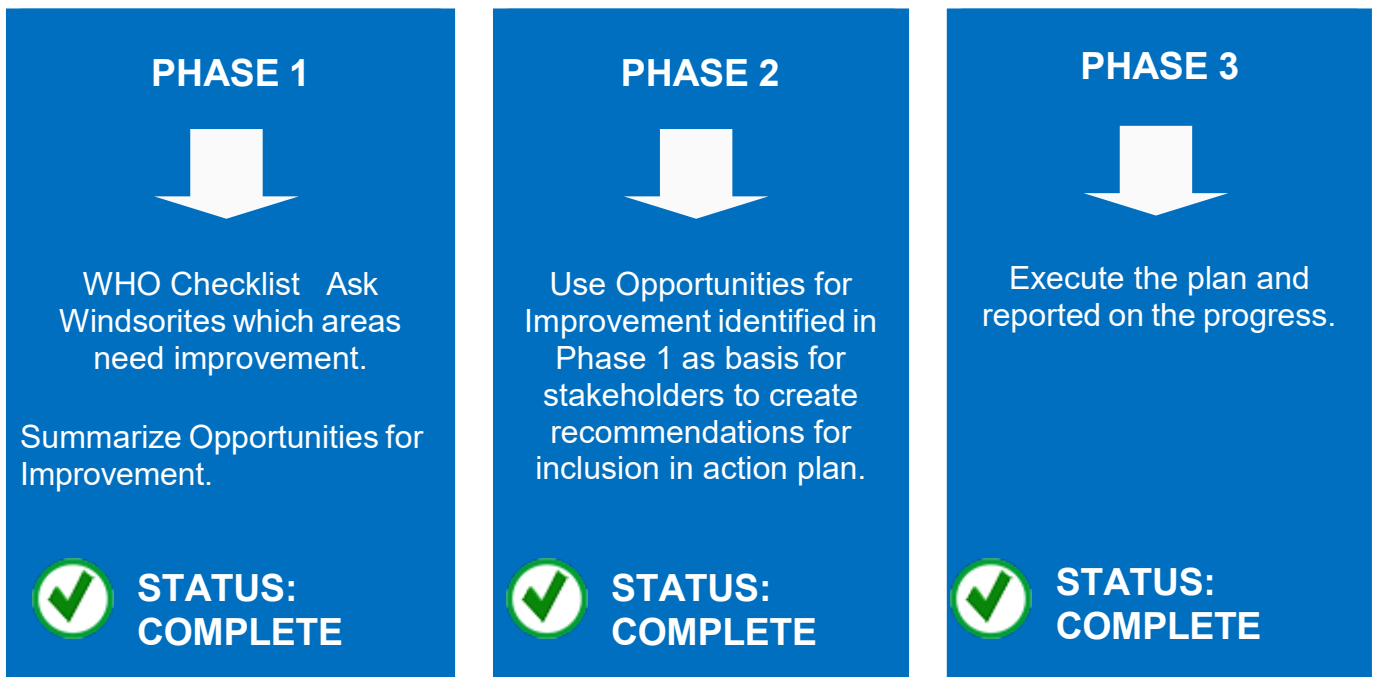 PHASE 1
WHO Checklist Ask
Windsorites which areas
need improvement.
Summarize Opportunities for
Improvement.
STATUS:
COMPLETE
PHASE 2
Use Opportunities for
Improvement identified in
Phase 1 as basis for
stakeholders to create
recommendations for
inclusion in action plan.
STATUS:
COMPLETE
PHASE 3
Execute the plan and
reported on the progress.
STATUS:
COMPLETE